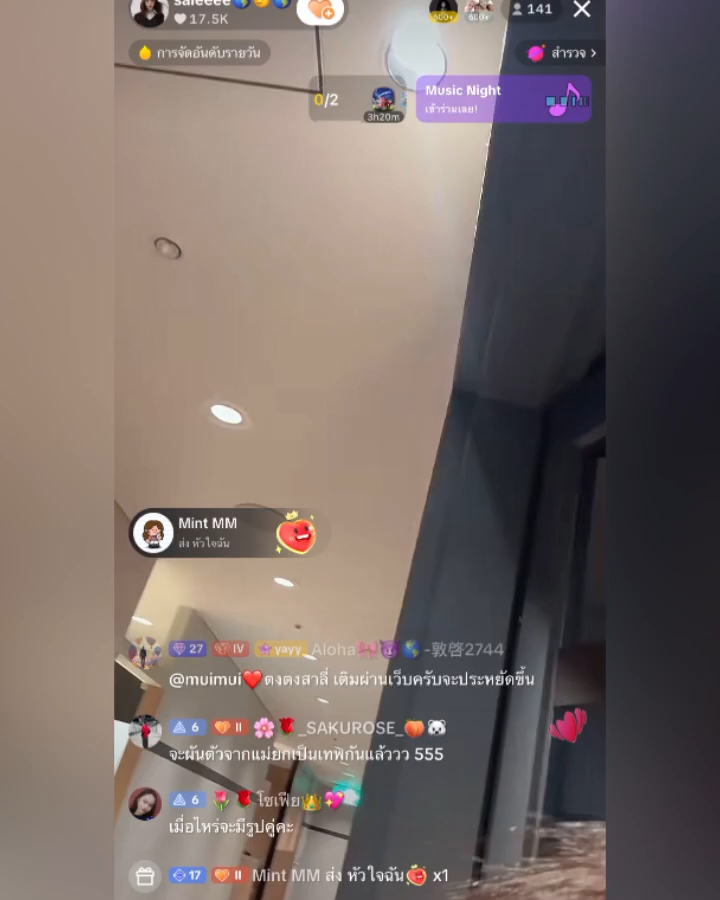 saieeee🌎😊🌎
17.5K
600+
600+
141
การจัดอันดับรายวัน
สำรวจ >
0/2
3h20m
Music Night
เข้าร่วมเลย!
Mint MM
ส่ง หัวใจฉัน
27 IV yayy Aloha🎀😈🌎 -敦啓2744
@muimui❤️ตงตงสาลี่ เติมผ่านเว็บครับจะประหยัดขึ้น
6 II 🌸🌹_SAKUROSE_🍑🐻‍❄️
จะผันตัวจากแม่ยกเป็นเทพิกันแล้ววว 555
6 🌷🌹โซเฟีย👑💖
เมื่อไหร่จะมีรูปคู่คะ
17 II Mint MM ส่ง หัวใจฉัน x1